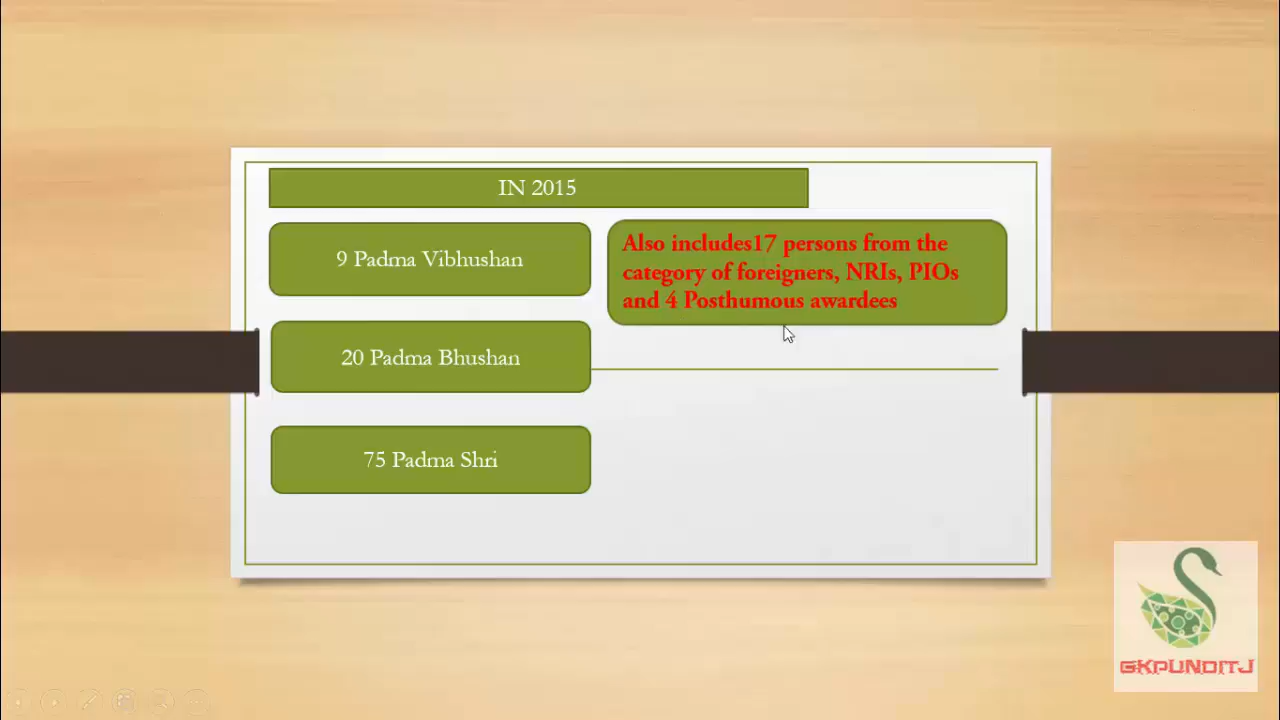 IN 2015
9 Padma Vibhushan
Also includes17 persons from the
category of foreigners, NRIs, PIOs
and 4 Posthumous awardees
20 Padma Bhushan
75 Padma Shri
GKPUNDITJ